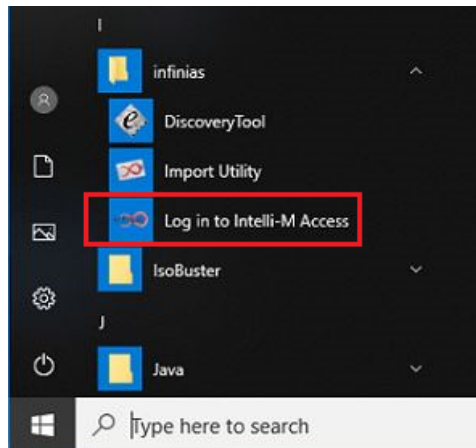 I
infinias
DiscoveryTool
Import Utility
Log in to Intelli-M Access
IsoBuster
J
Java
Type here to search